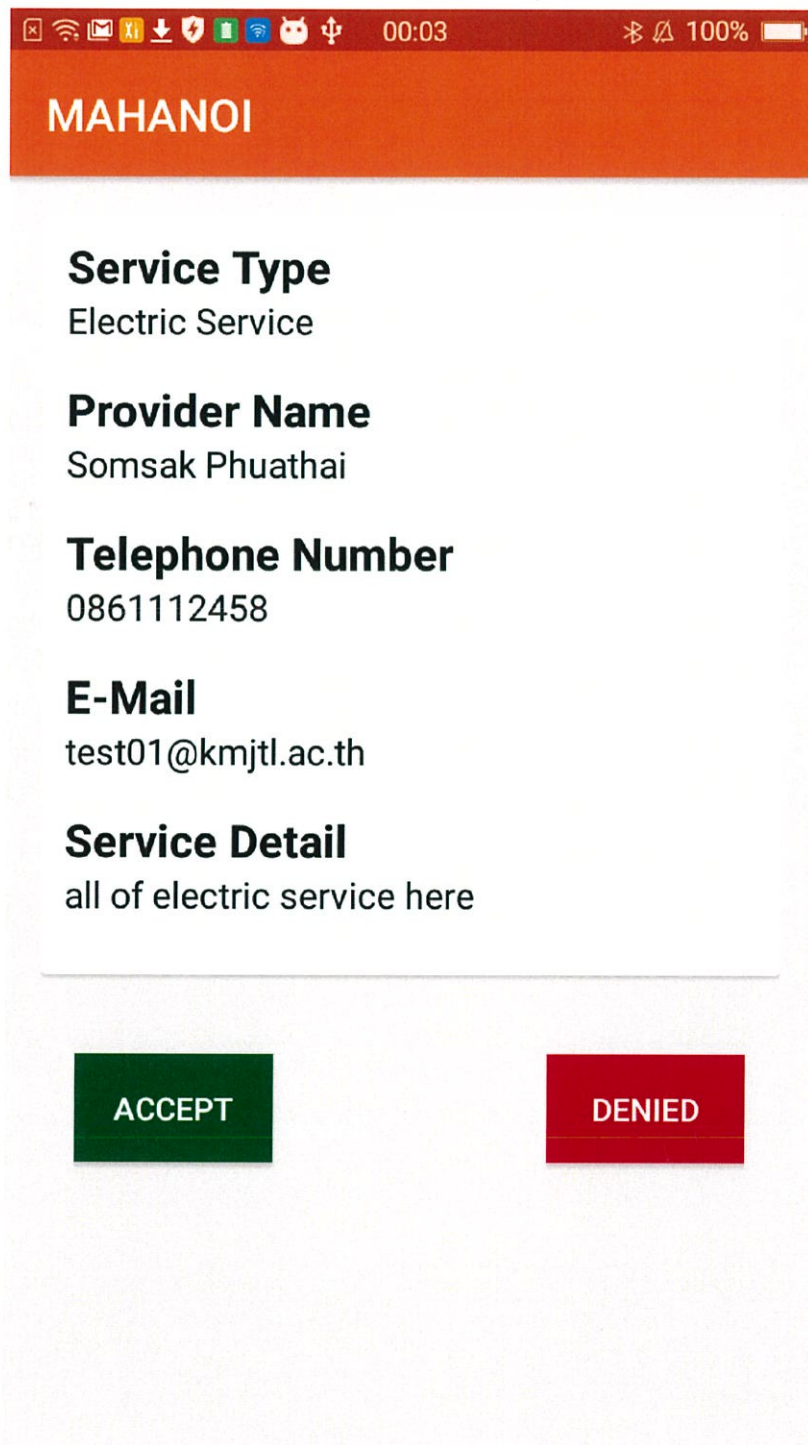 00:03
100%
MAHANOI
Service Type
Electric Service
Provider Name
Somsak Phuathai
Telephone Number
0861112458
E-Mail
test01@kmjtl.ac.th
Service Detail
all of electric service here
ACCEPT
DENIED